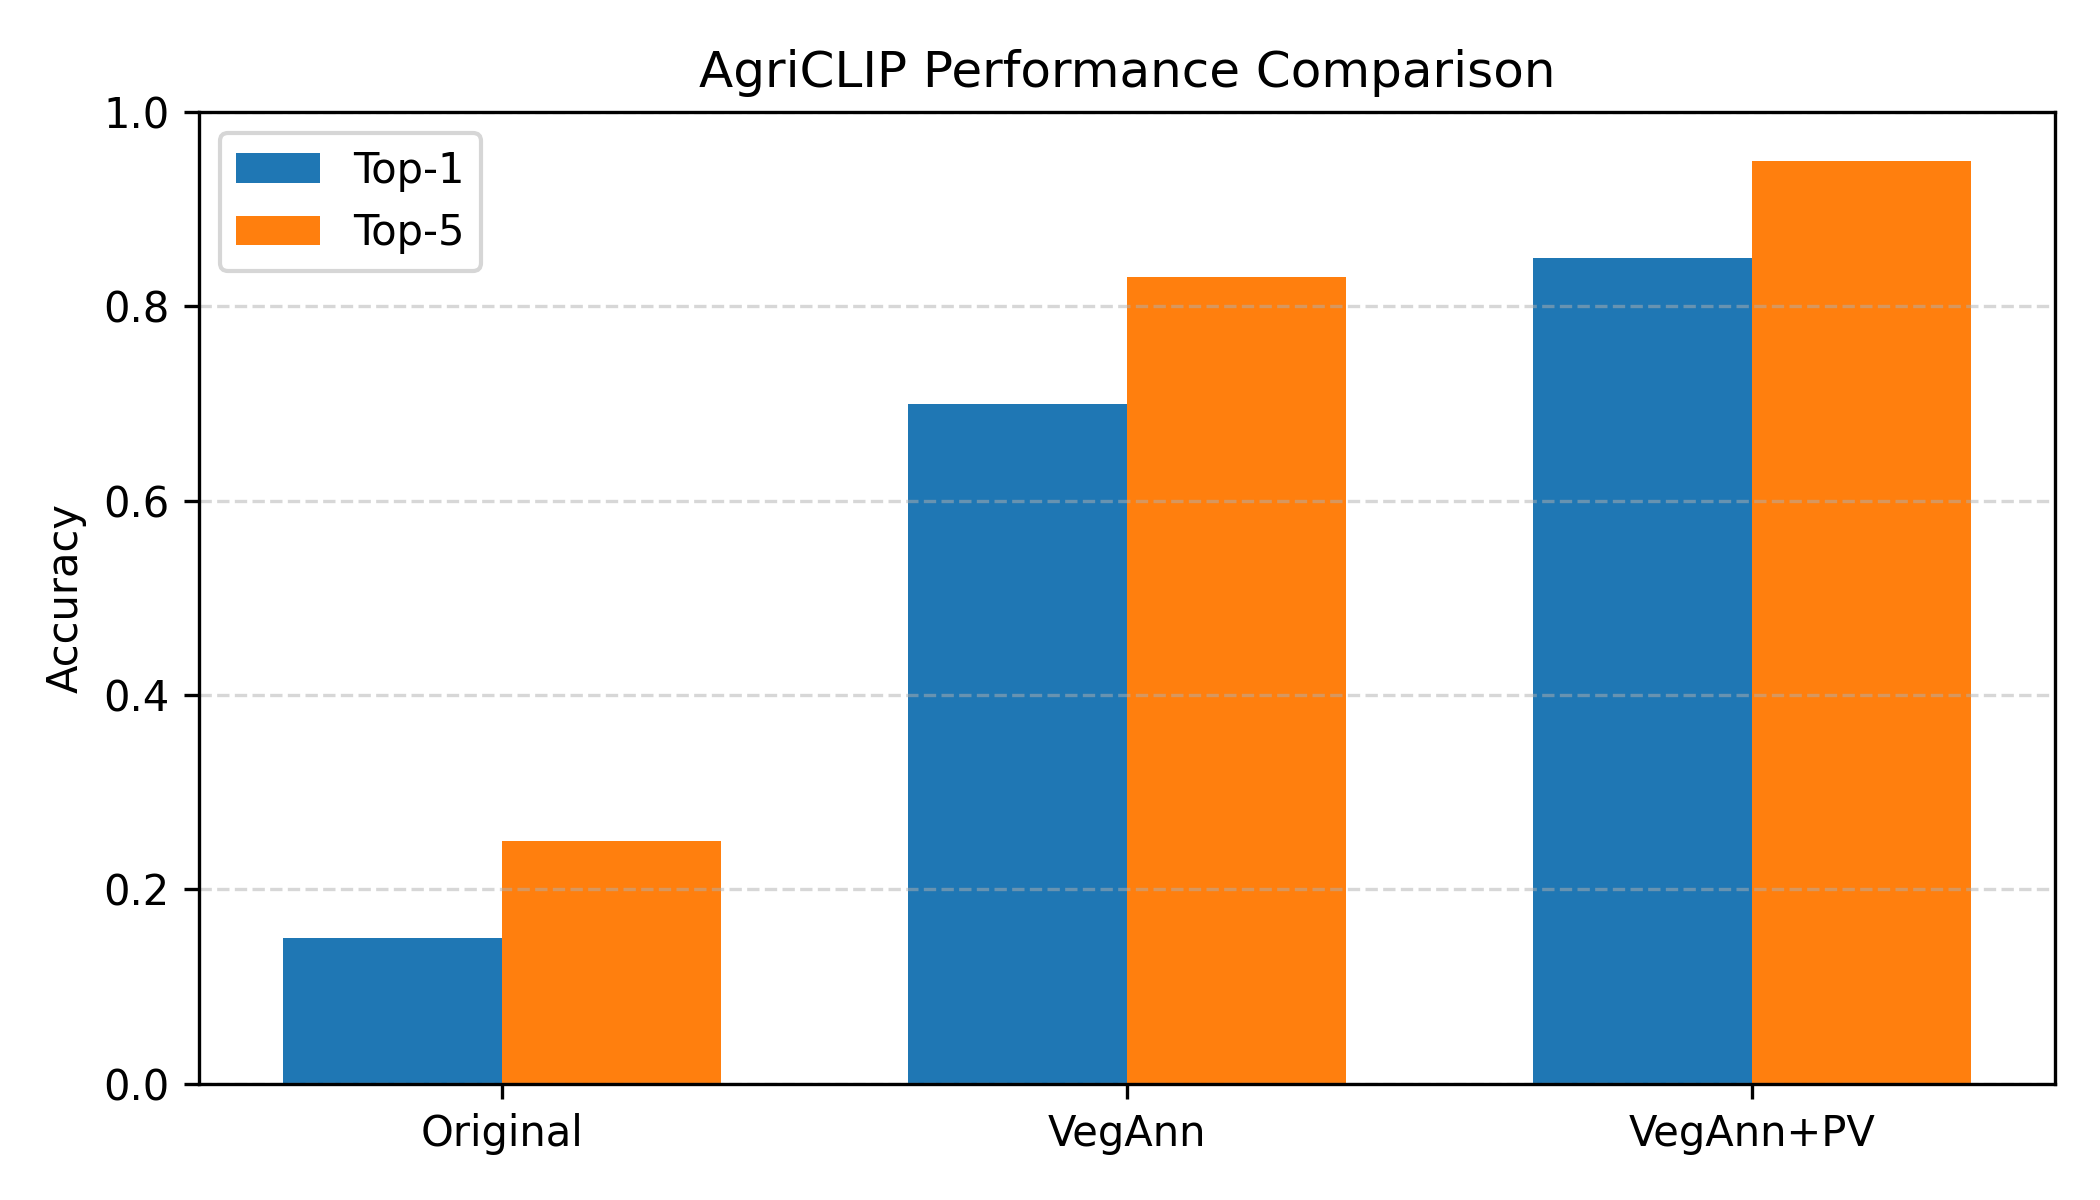 AgriCLIP Performance Comparison
Top-1
Top-5
Accuracy
1.0
0.8
0.6
0.4
0.2
0.0
Original
VegAnn
VegAnn+PV